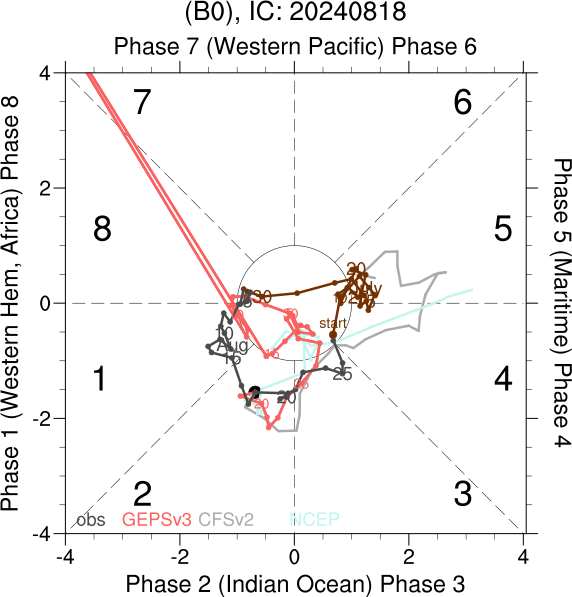 (B0), IC: 20240818
Phase 7 (Western Pacific) Phase 6
4
7
6
2
8
5
Phase 1 (Western Hem, Africa) Phase 8
Phase 5 (Maritime) Phase 4
20
30
0
start
10
Aug
15
1
4
25
20
20
-2
2
3
obs GEPSv3 CFSv2 NCEP
-4
-4 -2 0 2 4
Phase 2 (Indian Ocean) Phase 3